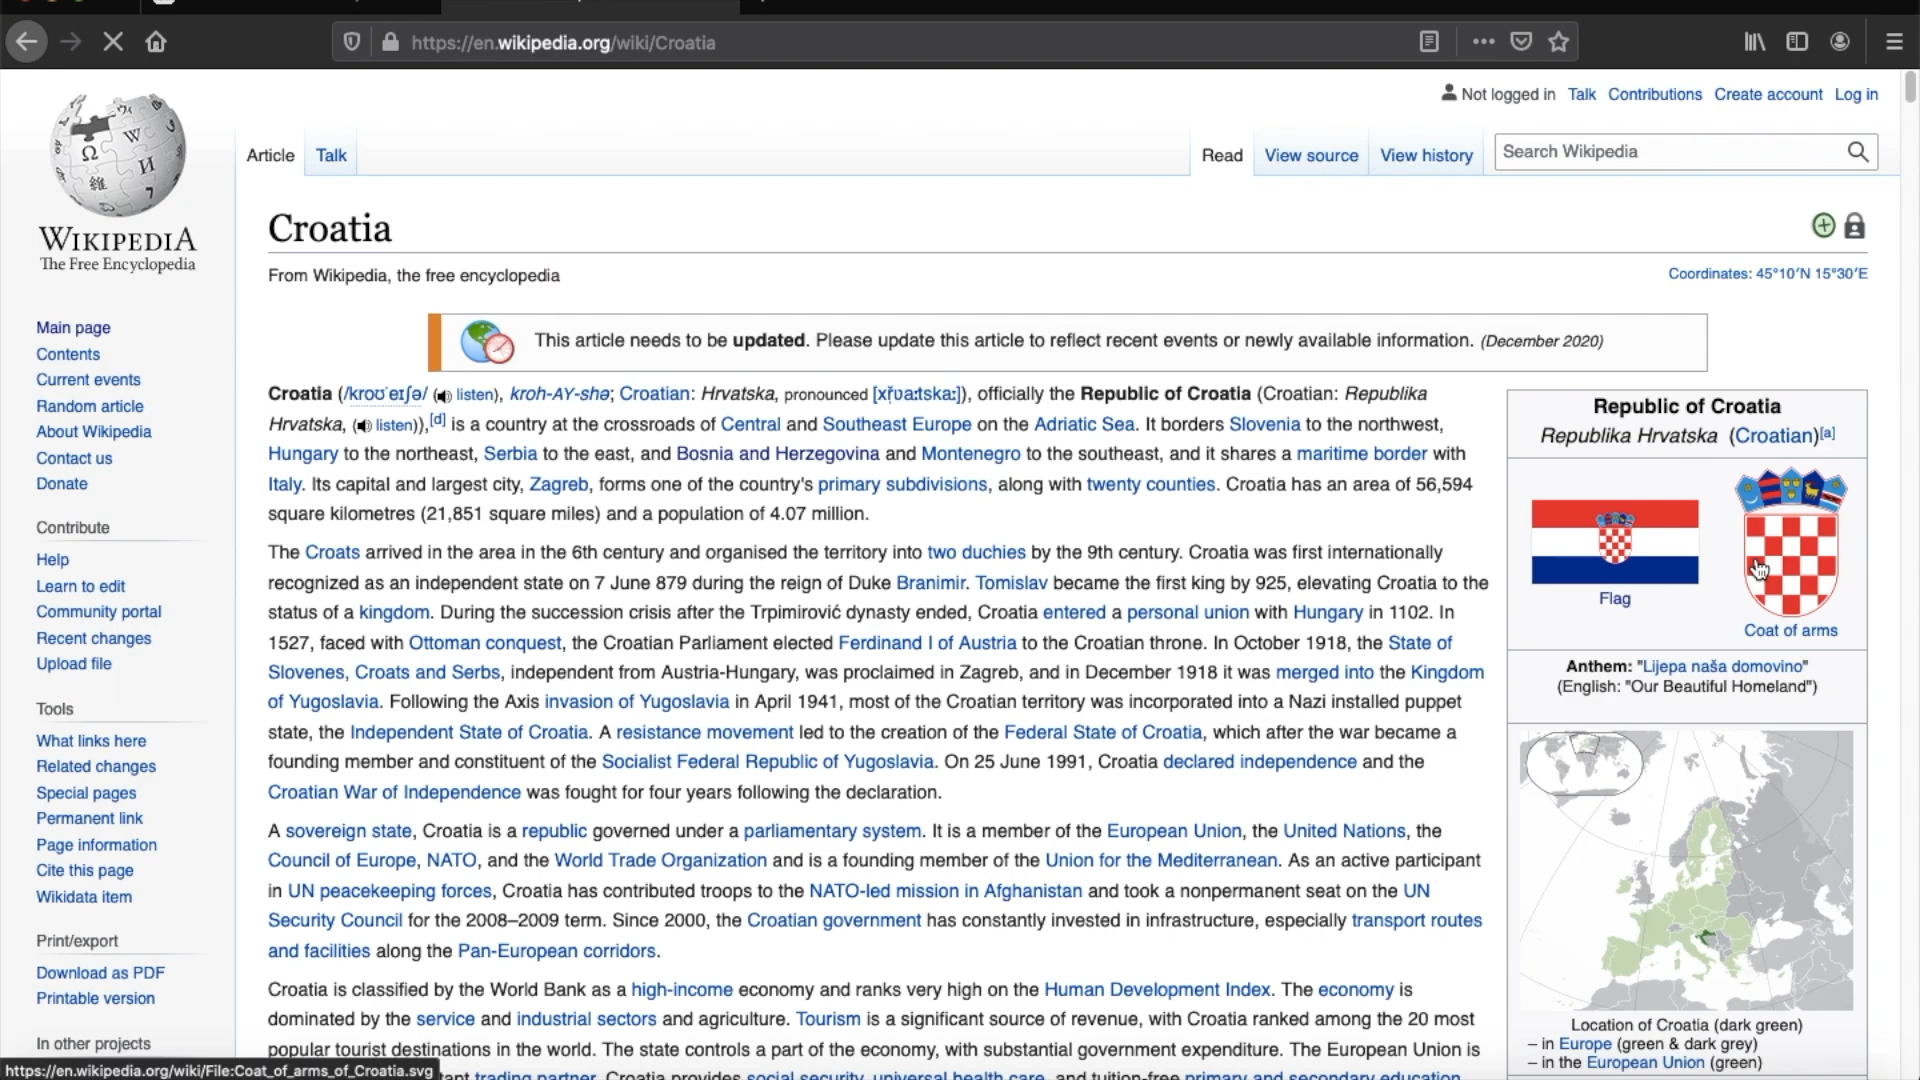 https://en.wikipedia.org/wiki/Croatia
Not logged in Talk Contributions Create account Log in
WIKIPEDIA
The Free Encyclopedia
Article Talk
Read View source View history Search Wikipedia
Main page
Contents
Current events
Random article
About Wikipedia
Contact us
Donate
Contribute
Help
Learn to edit
Community portal
Recent changes
Upload file
Tools
What links here
Related changes
Special pages
Permanent link
Page information
Cite this page
Wikidata item
Print/export
Download as PDF
Printable version
In other projects
Croatia
From Wikipedia, the free encyclopedia
Coordinates: 45°10′N 15°30′E
This article needs to be updated. Please update this article to reflect recent events or newly available information. (December 2020)
Croatia (/kroʊˈeɪʃə/ (listen), kroh-AY-shə; Croatian: Hrvatska, pronounced [xř̩ʋaːtskaː]), officially the Republic of Croatia (Croatian: Republika
Hrvatska, (listen)),[d] is a country at the crossroads of Central and Southeast Europe on the Adriatic Sea. It borders Slovenia to the northwest,
Hungary to the northeast, Serbia to the east, and Bosnia and Herzegovina and Montenegro to the southeast, and it shares a maritime border with
Italy. Its capital and largest city, Zagreb, forms one of the country's primary subdivisions, along with twenty counties. Croatia has an area of 56,594
square kilometres (21,851 square miles) and a population of 4.07 million.
The Croats arrived in the area in the 6th century and organised the territory into two duchies by the 9th century. Croatia was first internationally
recognized as an independent state on 7 June 879 during the reign of Duke Branimir. Tomislav became the first king by 925, elevating Croatia to the
status of a kingdom. During the succession crisis after the Trpimirović dynasty ended, Croatia entered a personal union with Hungary in 1102. In
1527, faced with Ottoman conquest, the Croatian Parliament elected Ferdinand I of Austria to the Croatian throne. In October 1918, the State of
Slovenes, Croats and Serbs, independent from Austria-Hungary, was proclaimed in Zagreb, and in December 1918 it was merged into the Kingdom
of Yugoslavia. Following the Axis invasion of Yugoslavia in April 1941, most of the Croatian territory was incorporated into a Nazi installed puppet
state, the Independent State of Croatia. A resistance movement led to the creation of the Federal State of Croatia, which after the war became a
founding member and constituent of the Socialist Federal Republic of Yugoslavia. On 25 June 1991, Croatia declared independence and the
Croatian War of Independence was fought for four years following the declaration.
A sovereign state, Croatia is a republic governed under a parliamentary system. It is a member of the European Union, the United Nations, the
Council of Europe, NATO, and the World Trade Organization and is a founding member of the Union for the Mediterranean. As an active participant
in UN peacekeeping forces, Croatia has contributed troops to the NATO-led mission in Afghanistan and took a nonpermanent seat on the UN
Security Council for the 2008–2009 term. Since 2000, the Croatian government has constantly invested in infrastructure, especially transport routes
and facilities along the Pan-European corridors.
Croatia is classified by the World Bank as a high-income economy and ranks very high on the Human Development Index. The economy is
dominated by the service and industrial sectors and agriculture. Tourism is a significant source of revenue, with Croatia ranked among the 20 most
popular tourist destinations in the world. The state controls a part of the economy, with substantial government expenditure. The European Union is
trading partner. Croatia provides social security, universal health care, and tuition-free primary and secondary education
Republic of Croatia
Republika Hrvatska (Croatian)[a]
Flag
Coat of arms
Anthem: "Lijepa naša domovino"
(English: "Our Beautiful Homeland")
Location of Croatia (dark green)
– in Europe (green & dark grey)
– in the European Union (green)
https://en.wikipedia.org/wiki/File:Coat_of_arms_of_Croatia.svg